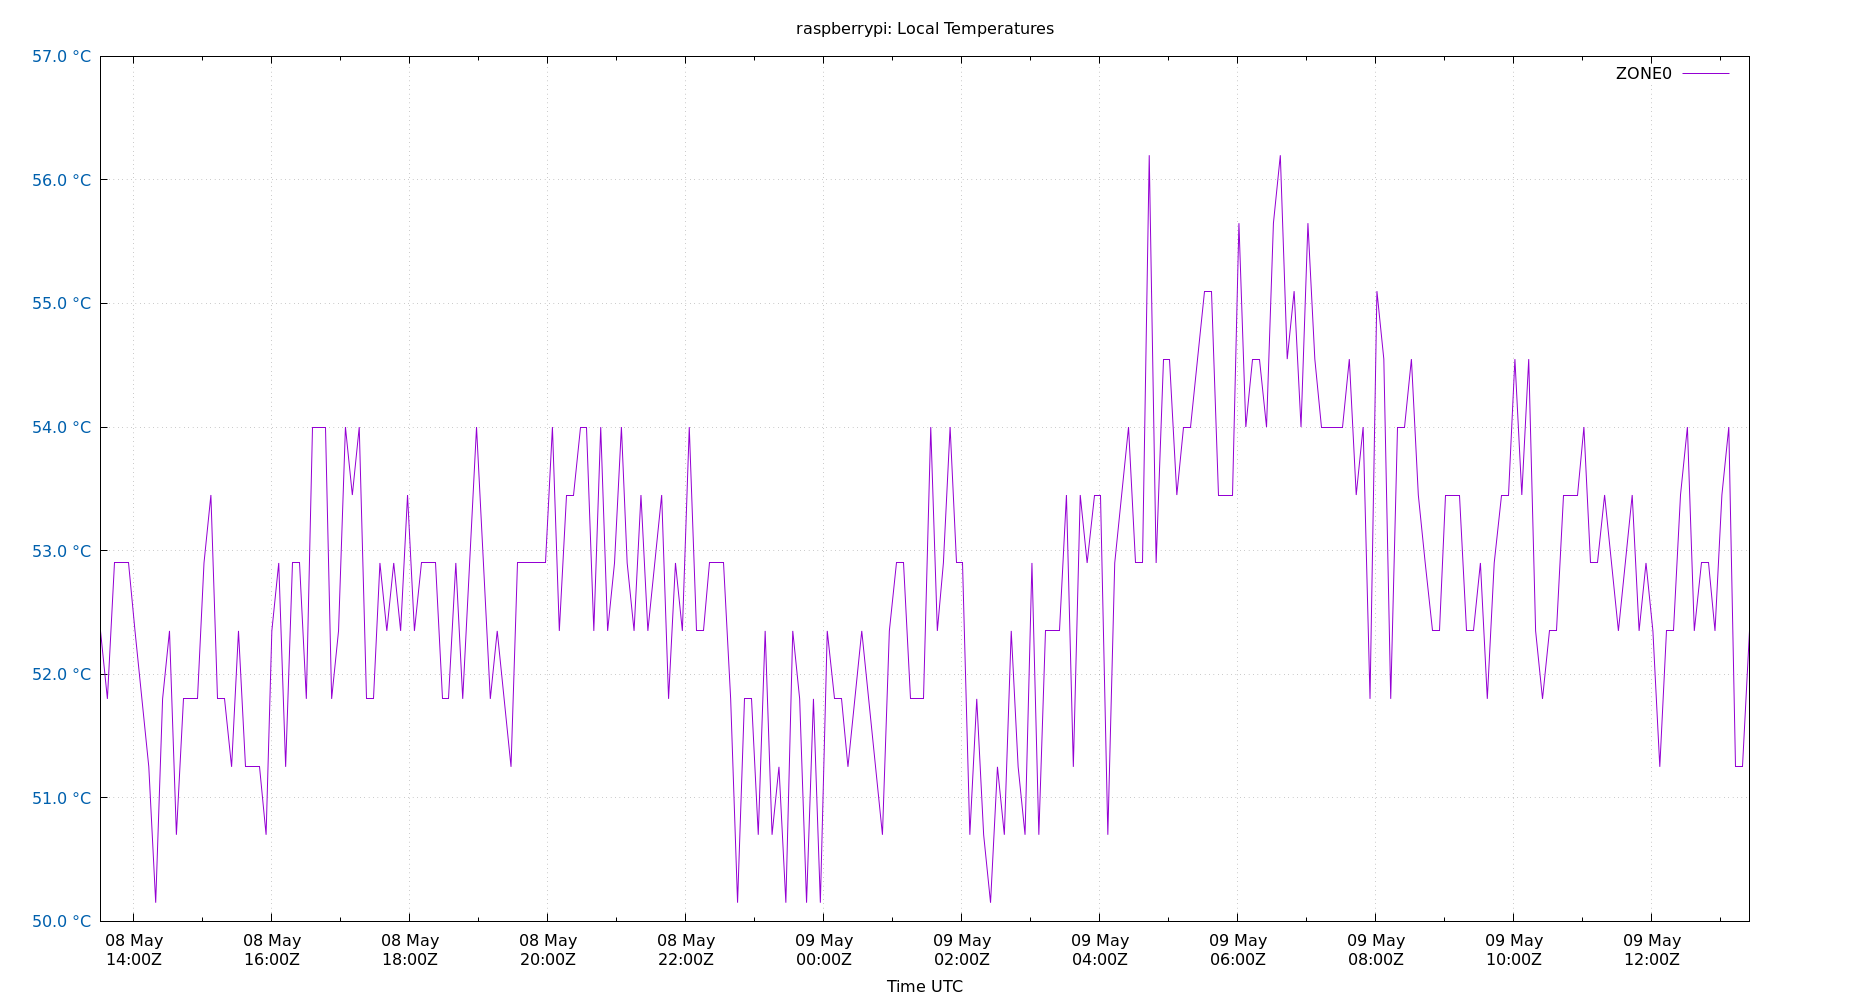 raspberrypi: Local Temperatures
57.0 °C
ZONE0
56.0 °C
55.0 °C
54.0 °C
53.0 °C
52.0 °C
51.0 °C
50.0 °C
08 May 08 May 08 May 08 May 08 May 09 May 09 May 09 May 09 May 09 May 09 May 09 May
14:00Z 16:00Z 18:00Z 20:00Z 22:00Z 00:00Z 02:00Z 04:00Z 06:00Z 08:00Z 10:00Z 12:00Z
Time UTC